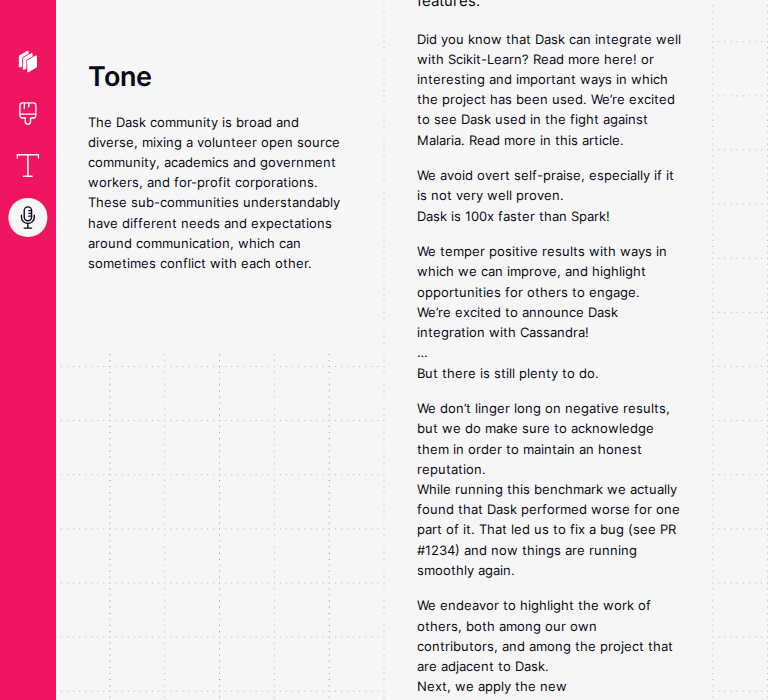 Tone
The Dask community is broad and
diverse, mixing a volunteer open source
community, academics and government
workers, and for-profit corporations.
These sub-communities understandably
have different needs and expectations
around communication, which can
sometimes conflict with each other.
features.
Did you know that Dask can integrate well
with Scikit-Learn? Read more here! or
interesting and important ways in which
the project has been used. We’re excited
to see Dask used in the fight against
Malaria. Read more in this article.
We avoid overt self-praise, especially if it
is not very well proven.
Dask is 100x faster than Spark!
We temper positive results with ways in
which we can improve, and highlight
opportunities for others to engage.
We’re excited to announce Dask
integration with Cassandra!
...
But there is still plenty to do.
We don’t linger long on negative results,
but we do make sure to acknowledge
them in order to maintain an honest
reputation.
While running this benchmark we actually
found that Dask performed worse for one
part of it. That led us to fix a bug (see PR
#1234) and now things are running
smoothly again.
We endeavor to highlight the work of
others, both among our own
contributors, and among the project that
are adjacent to Dask.
Next, we apply the new